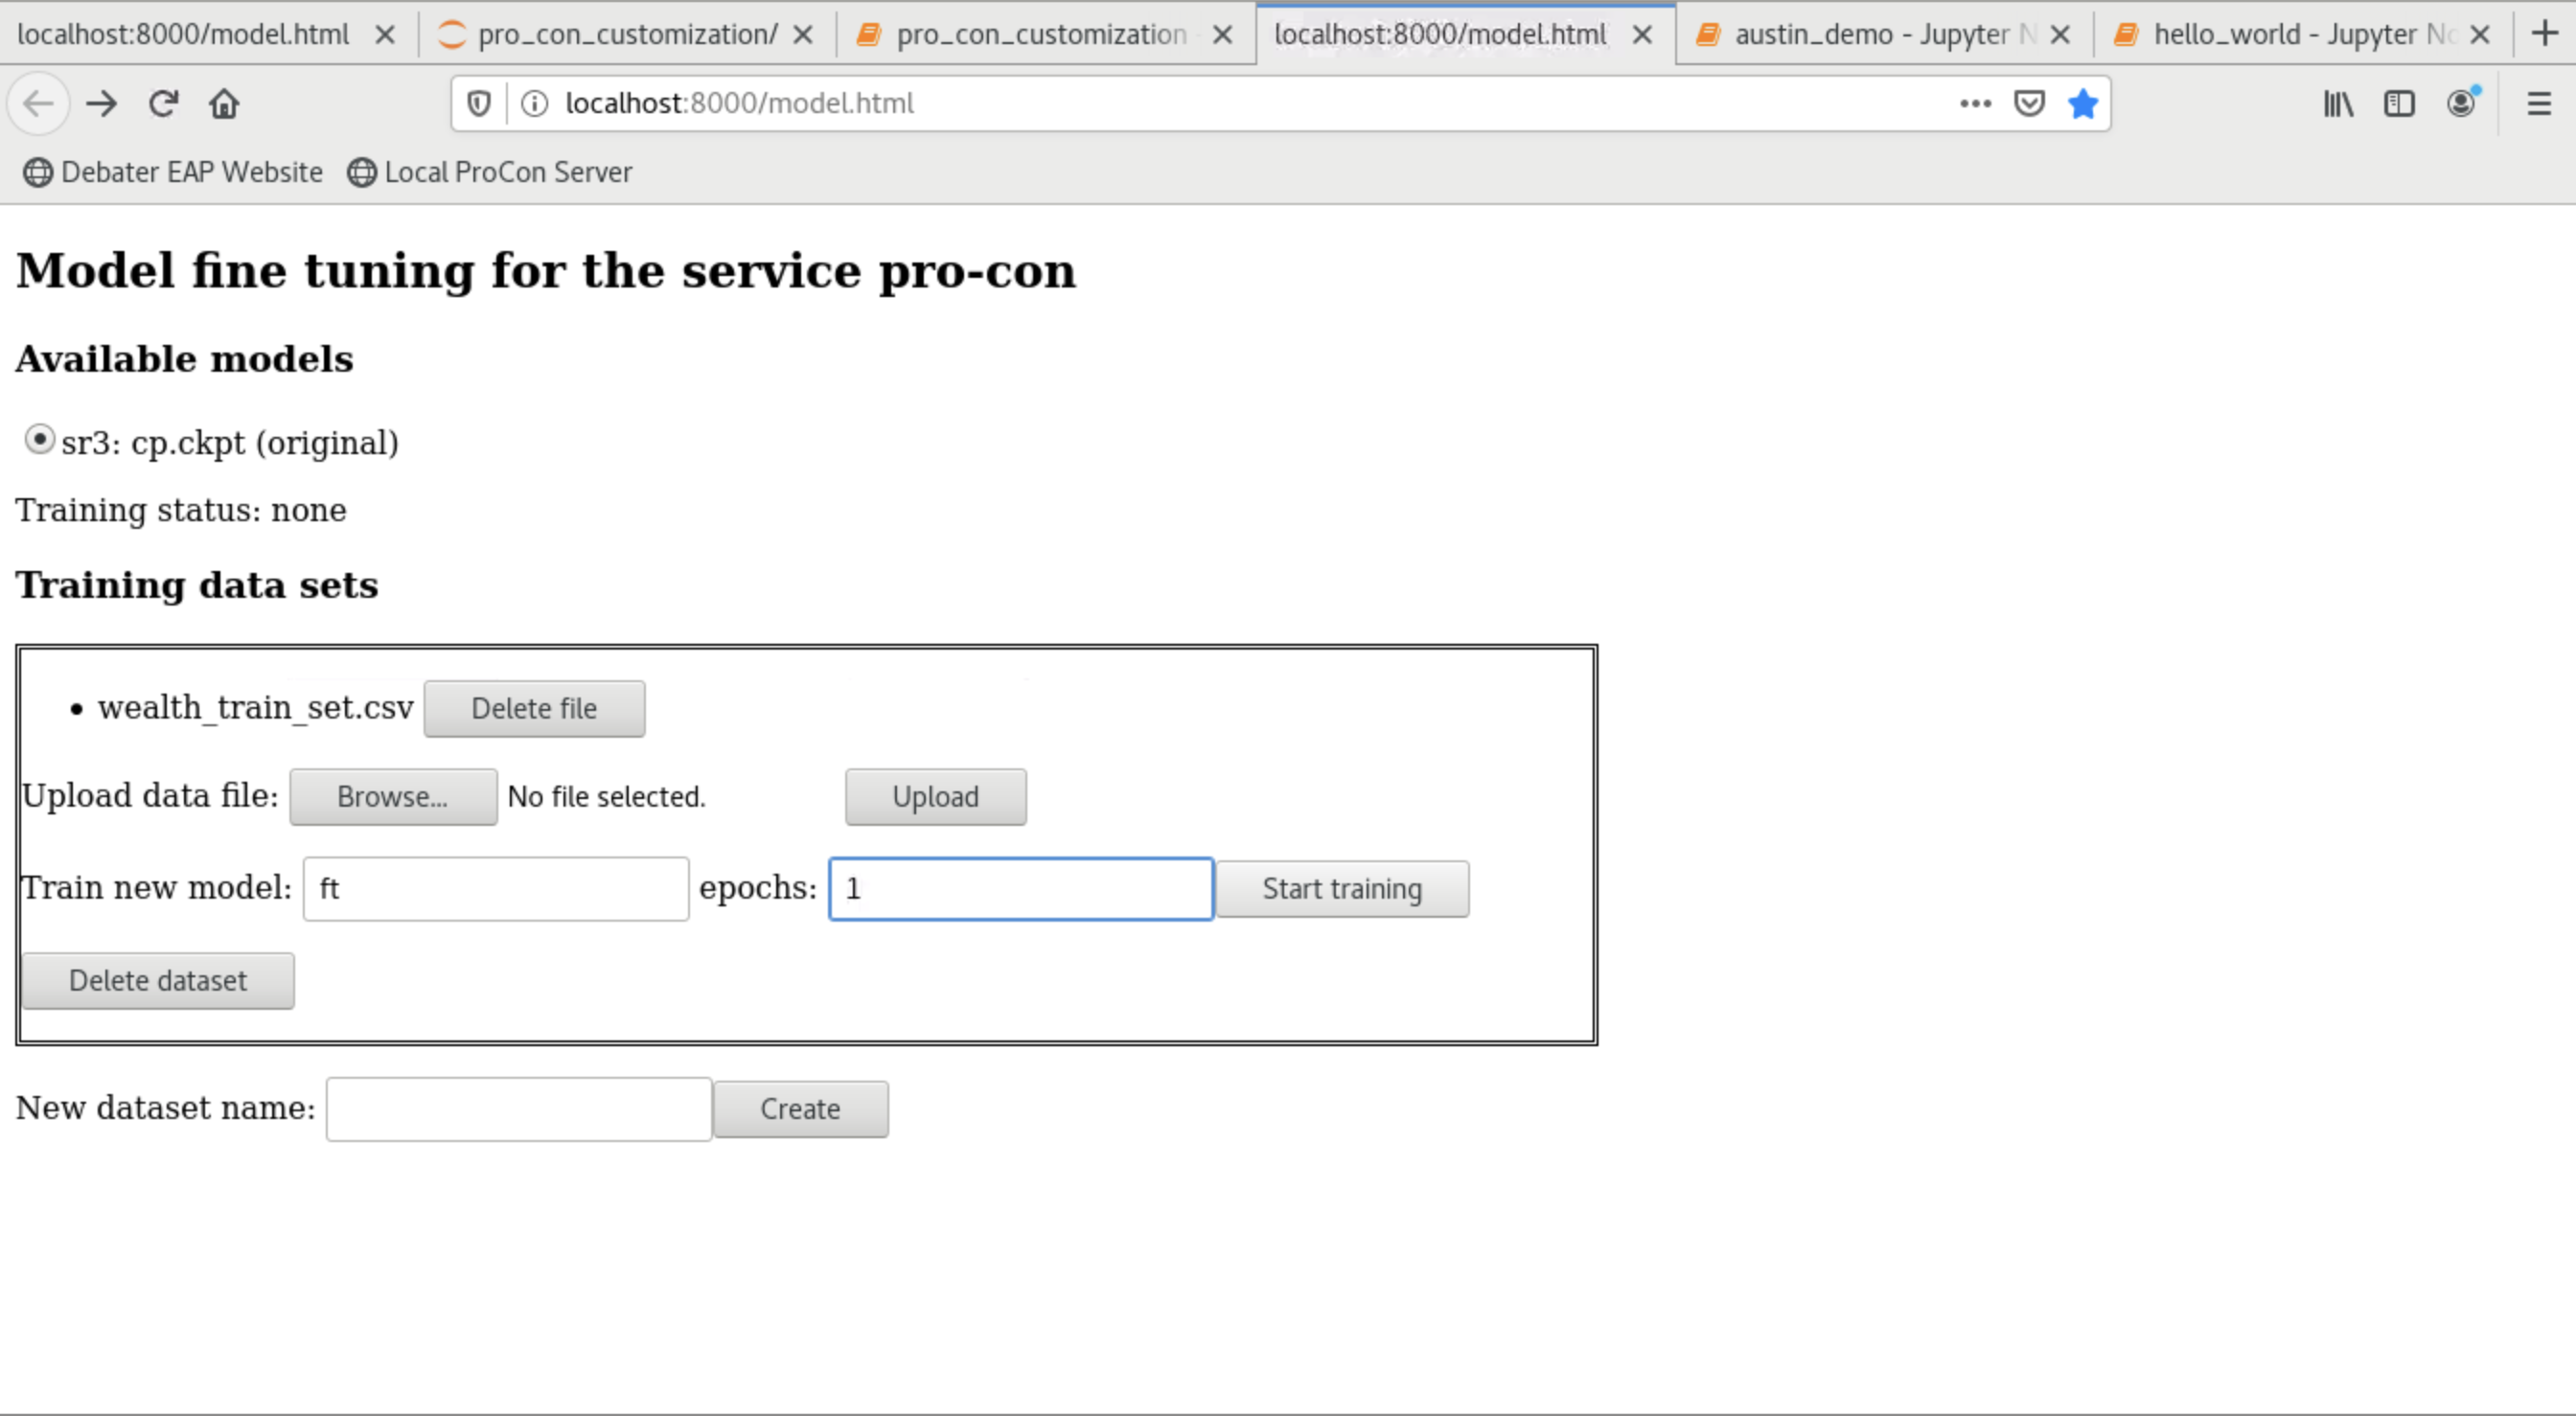 localhost:8000/model.html pro_con_customization/ pro_con_customization - localhost:8000/model.html austin_demo - Jupyter N hello_world - Jupyter No
localhost:8000/model.html
Debater EAP Website Local ProCon Server
Model fine tuning for the service pro-con
Available models
sr3: cp.ckpt (original)
Training status: none
Training data sets
• wealth_train_set.csv Delete file
Upload data file: Browse... No file selected. Upload
Train new model: ft epochs: 1 Start training
Delete dataset
New dataset name: Create